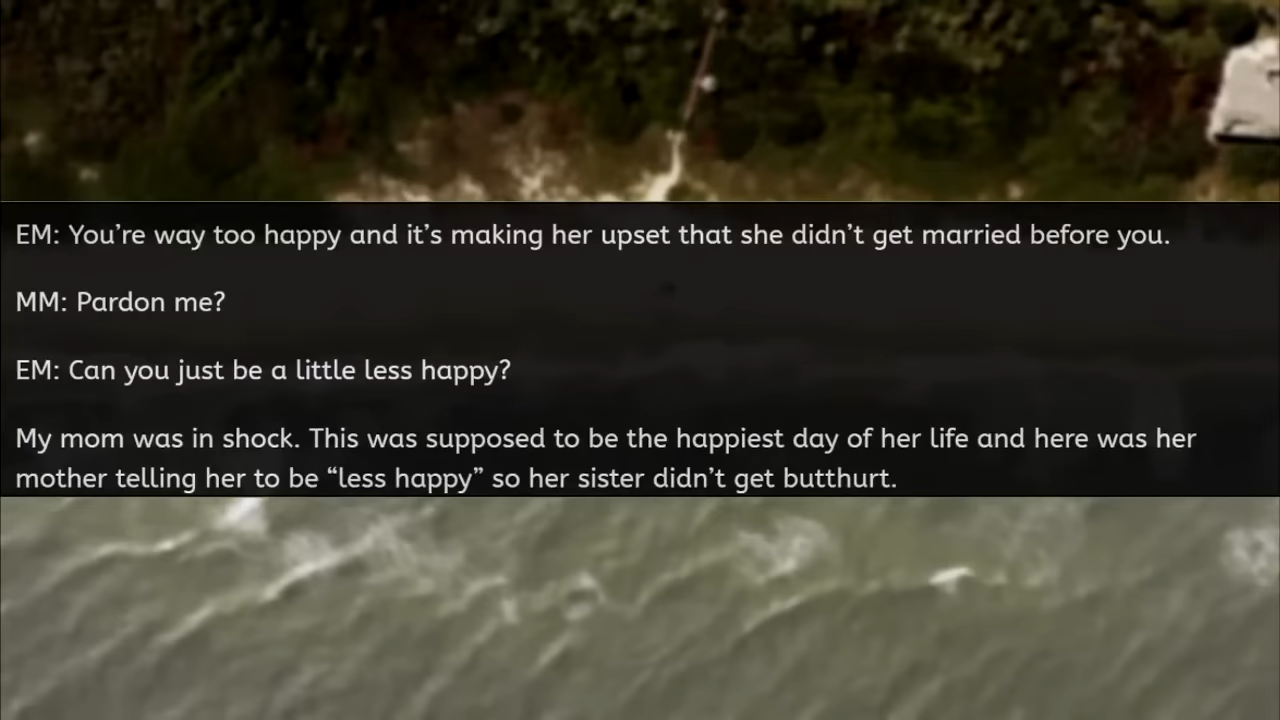 EM: You’re way too happy and it’s making her upset that she didn’t get married before you.
MM: Pardon me?
EM: Can you just be a little less happy?
My mom was in shock. This was supposed to be the happiest day of her life and here was her
mother telling her to be “less happy” so her sister didn’t get butthurt.